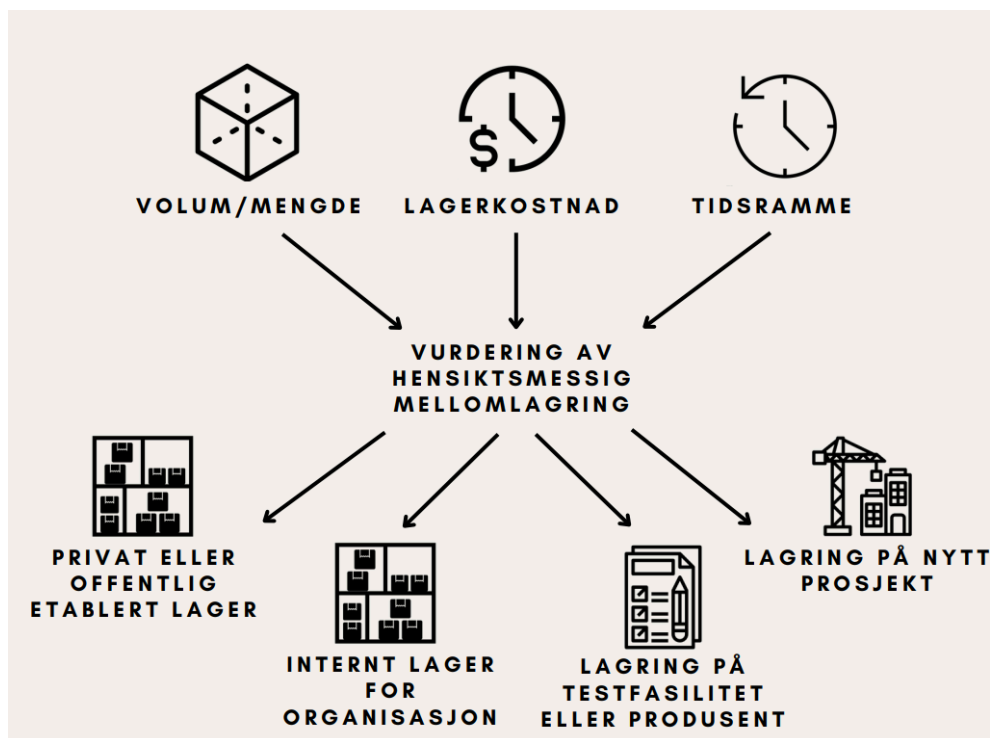 VOLUM/MENGDE
LAGERKOSTNAD
TIDSRAMME
VURDERING AV
HENSIKTSMESSIG
MELLOMLAGRING
PRIVAT ELLER
OFFENTLIG
ETABLERT LAGER
INTERNT LAGER
FOR
ORGANISASJON
LAGRING PÅ
TESTFASILITET
ELLER PRODUSENT
LAGRING PÅ NYTT
PROSJEKT